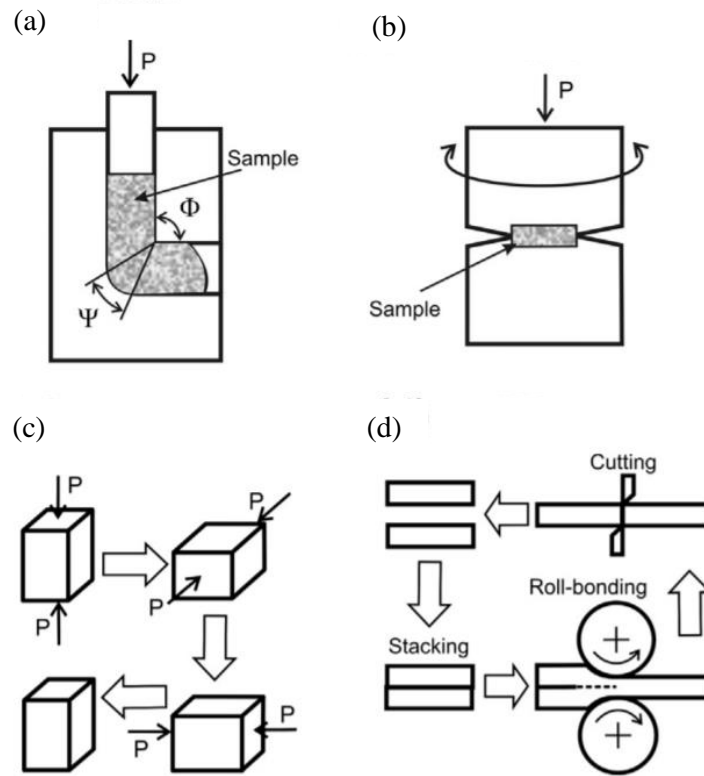 (a)
P
Sample
Φ
Ψ
(b)
P
Sample
(c)
P
P
P
P
P
P
(d)
Cutting
Roll-bonding
Stacking